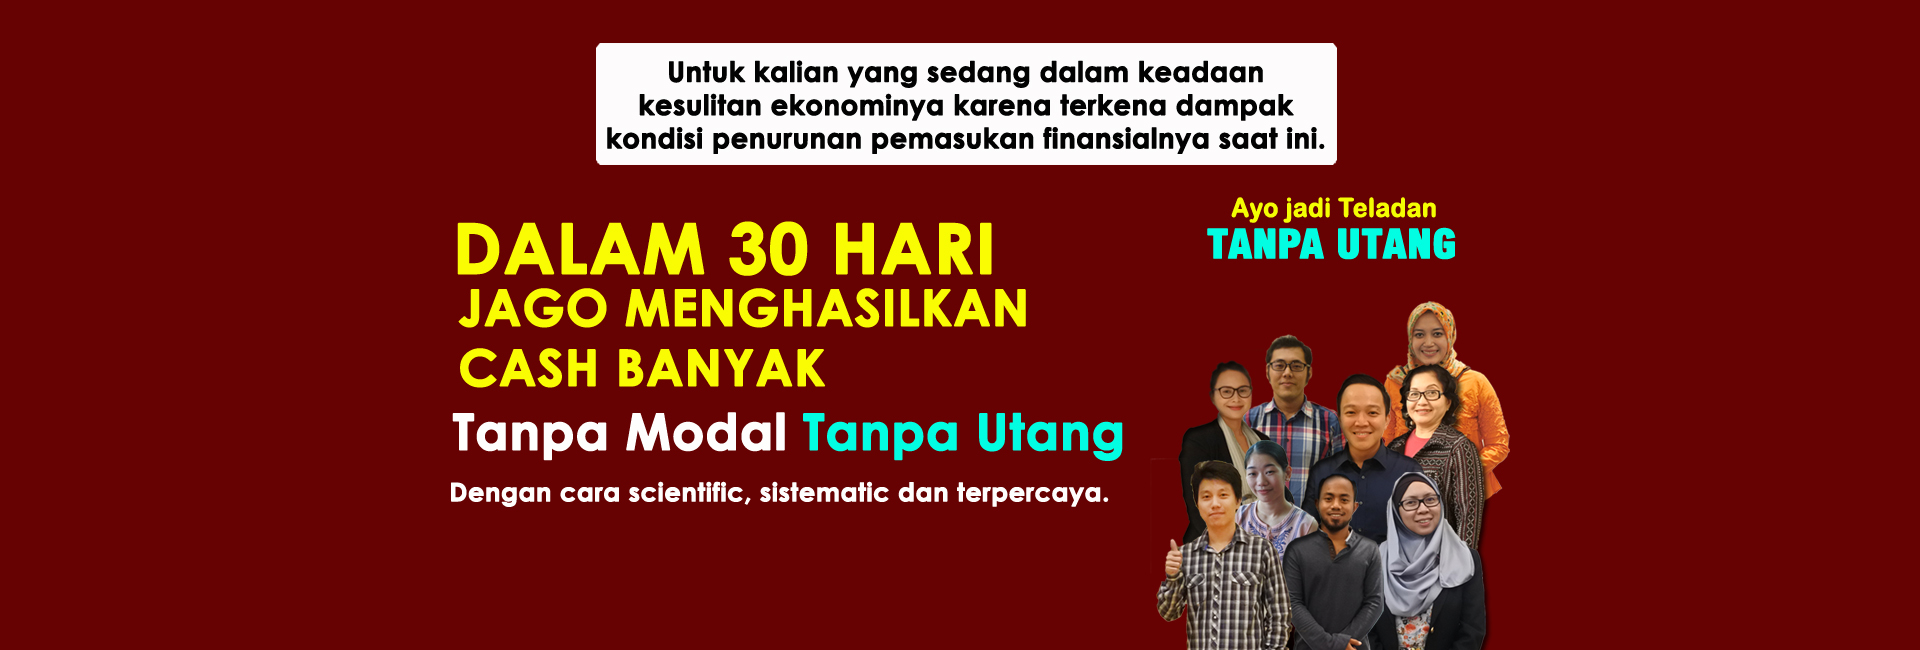 Untuk kalian yang sedang dalam keadaan
kesulitan ekonominya karena terkena dampak
kondisi penurunan pemasukan finansialnya saat ini.
DALAM 30 HARI
JAGO MENGHASILKAN
CASH BANYAK
Tanpa Modal Tanpa Utang
Dengan cara scientific, sistematic dan terpercaya.
Ayo jadi Teladan
TANPA UTANG